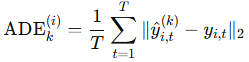 ADE_k^{(i)} = \frac{1}{T} \sum_{t=1}^{T} \| \hat{y}_{i,t}^{(k)} - y_{i,t} \|_2